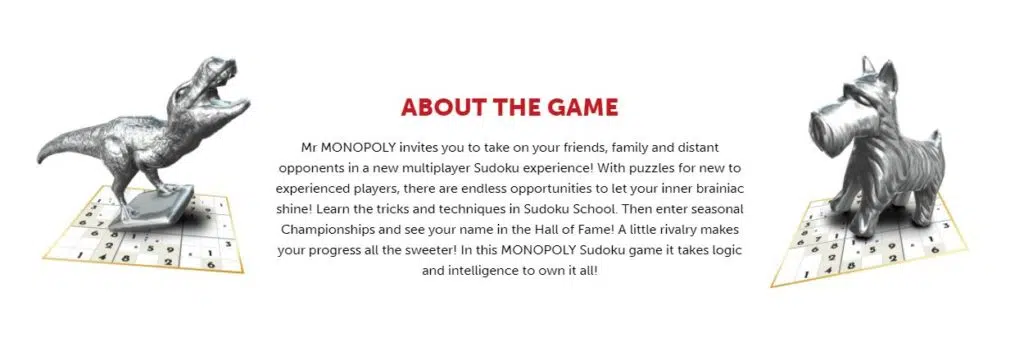 ABOUT THE GAME
Mr MONOPOLY invites you to take on your friends, family and distant
opponents in a new multiplayer Sudoku experience! With puzzles for new to
experienced players, there are endless opportunities to let your inner brainiac
shine! Learn the tricks and techniques in Sudoku School. Then enter seasonal
Championships and see your name in the Hall of Fame! A little rivalry makes
your progress all the sweeter! In this MONOPOLY Sudoku game it takes logic
and intelligence to own it all!